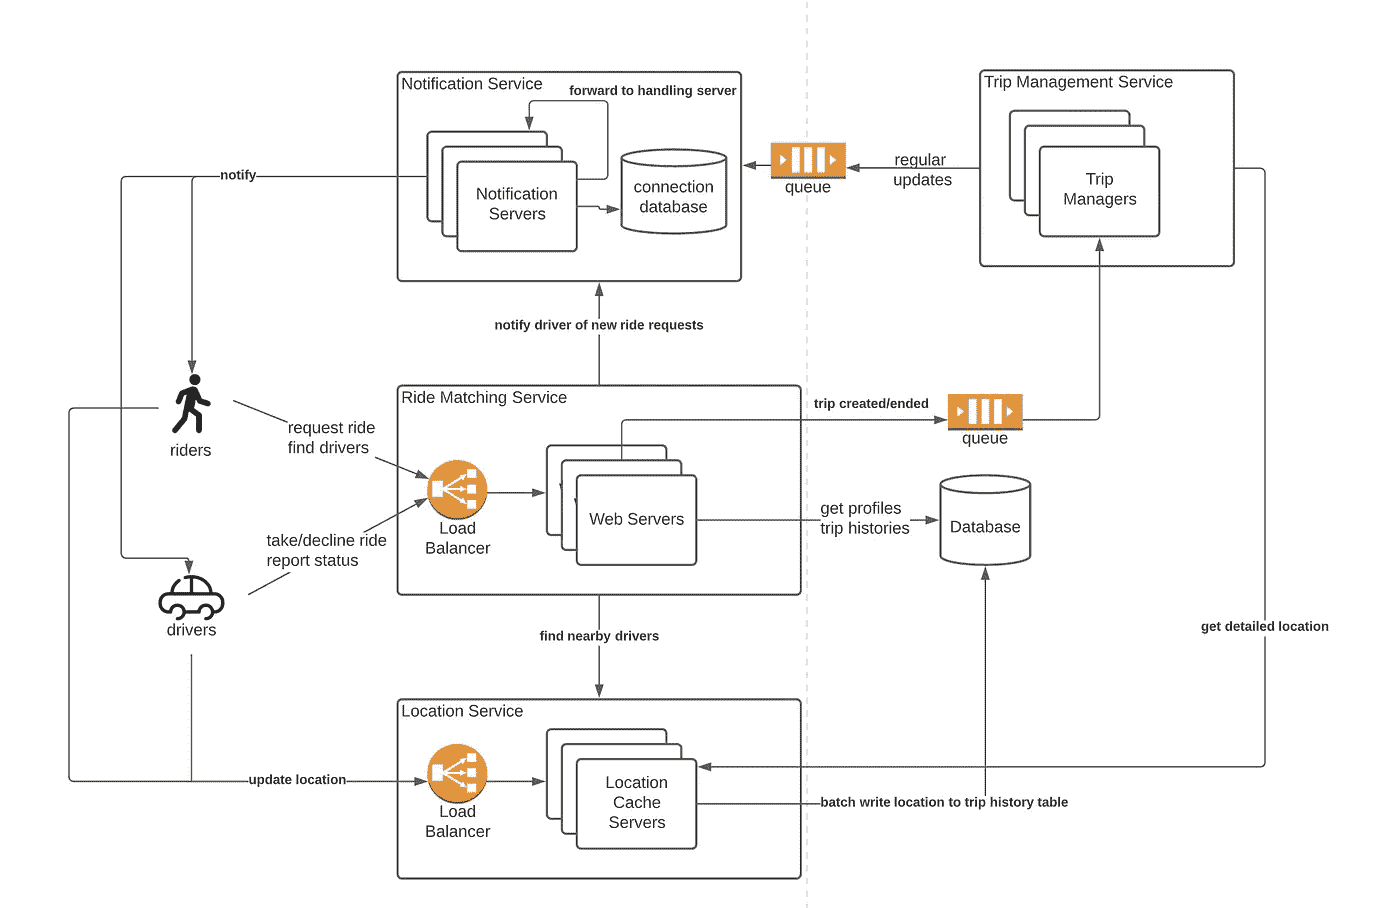 Notification Service
forward to handling server
Notification
Servers
connection
database
queue
regular
updates
Trip Management Service
Trip
Managers
notify
notify driver of new ride requests
riders
request ride
find drivers
Ride Matching Service
Load
Balancer
Web Servers
trip created/ended
queue
get profiles
trip histories
Database
take/decline ride
report status
drivers
find nearby drivers
get detailed location
Location Service
update location
Load
Balancer
Location
Cache
Servers
batch write location to trip history table